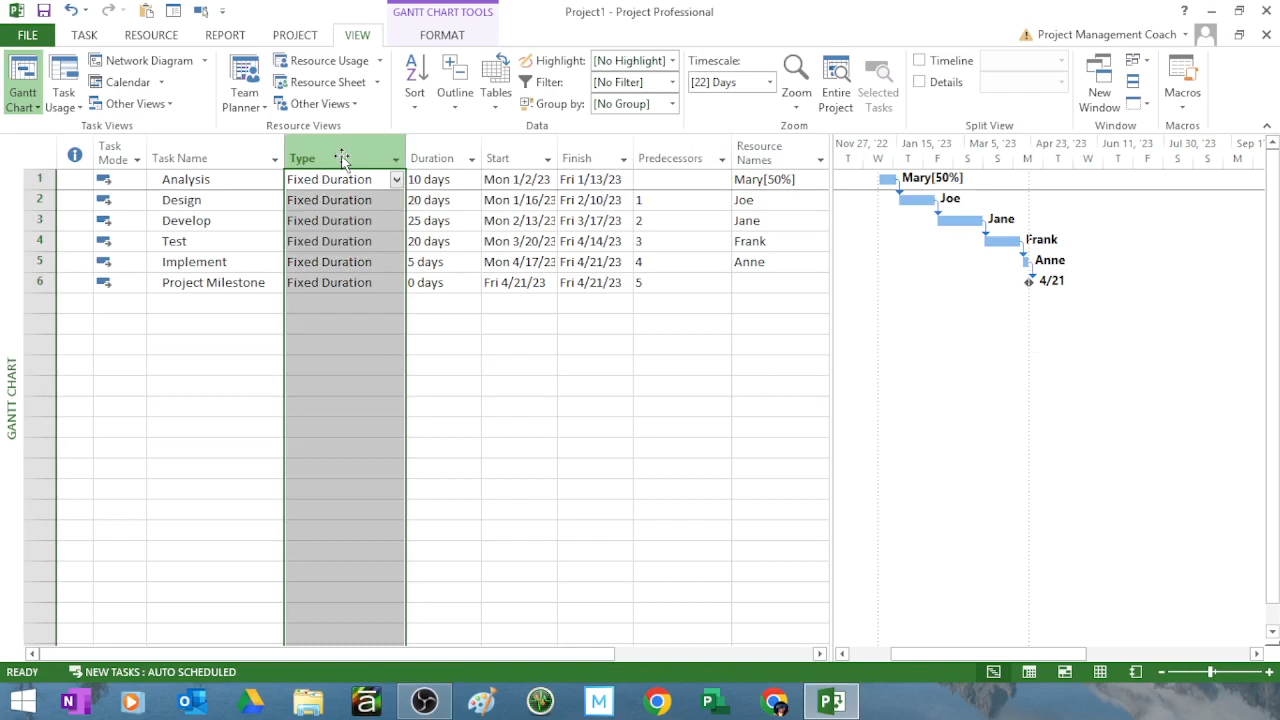 GANTT CHART TOOLS
Project1 - Project Professional
?
FILE
TASK
RESOURCE
REPORT
PROJECT
VIEW
FORMAT
Project Management Coach
Gantt Chart
Task Usage
Network Diagram
Calendar
Other Views
Task Views
Team Planner
Resource Usage
Resource Sheet
Other Views
Resource Views
Sort
Outline
Tables
Highlight: [No Highlight]
Filter: [No Filter]
Group by: [No Group]
Data
Timescale:
[22] Days
Zoom
Entire Project
Selected Tasks
Zoom
Timeline
Details
Split View
New Window
Window
Macros
Macros
Task Mode Task Name Type Duration Start Finish Predecessors Resource Names
1 Analysis Fixed Duration 10 days Mon 1/2/23 Fri 1/13/23 Mary[50%]
2 Design Fixed Duration 20 days Mon 1/16/23 Fri 2/10/23 1 Joe
3 Develop Fixed Duration 25 days Mon 2/13/23 Fri 3/17/23 2 Jane
4 Test Fixed Duration 20 days Mon 3/20/23 Fri 4/14/23 3 Frank
5 Implement Fixed Duration 5 days Mon 4/17/23 Fri 4/21/23 4 Anne
6 Project Milestone Fixed Duration 0 days Fri 4/21/23 Fri 4/21/23 5
Nov 27, '22 Jan 15, '23 Mar 5, '23 Apr 23, '23 Jun 11, '23 Jul 30, '23 Sep 1
T W T F S S M T W T F S S M
Mary[50%]
Joe
Jane
Frank
Anne
4/21
GANTT CHART
READY
NEW TASKS : AUTO SCHEDULED